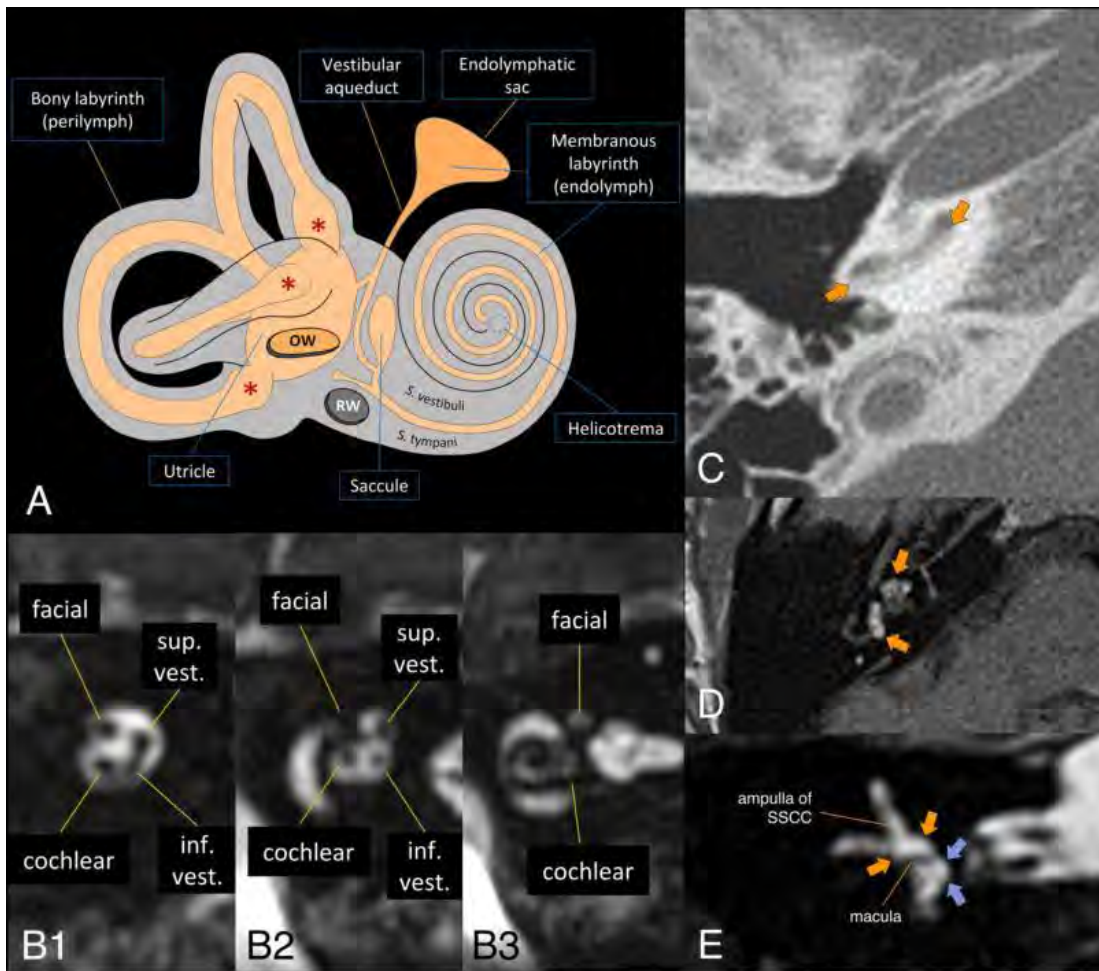 Bony labyrinth
(perilymph)
Vestibular
aqueduct
Endolymphatic
sac
Membranous
labyrinth
(endolymph)
*
*
*
OW
RW
S. vestibuli
S. tympani
Helicotrema
Utricle
Saccule
A
C
facial
sup.
vest.
cochlear
inf.
vest.
B1
facial
sup.
vest.
cochlear
inf.
vest.
B2
facial
cochlear
B3
D
ampulla of
SSCC
macula
E